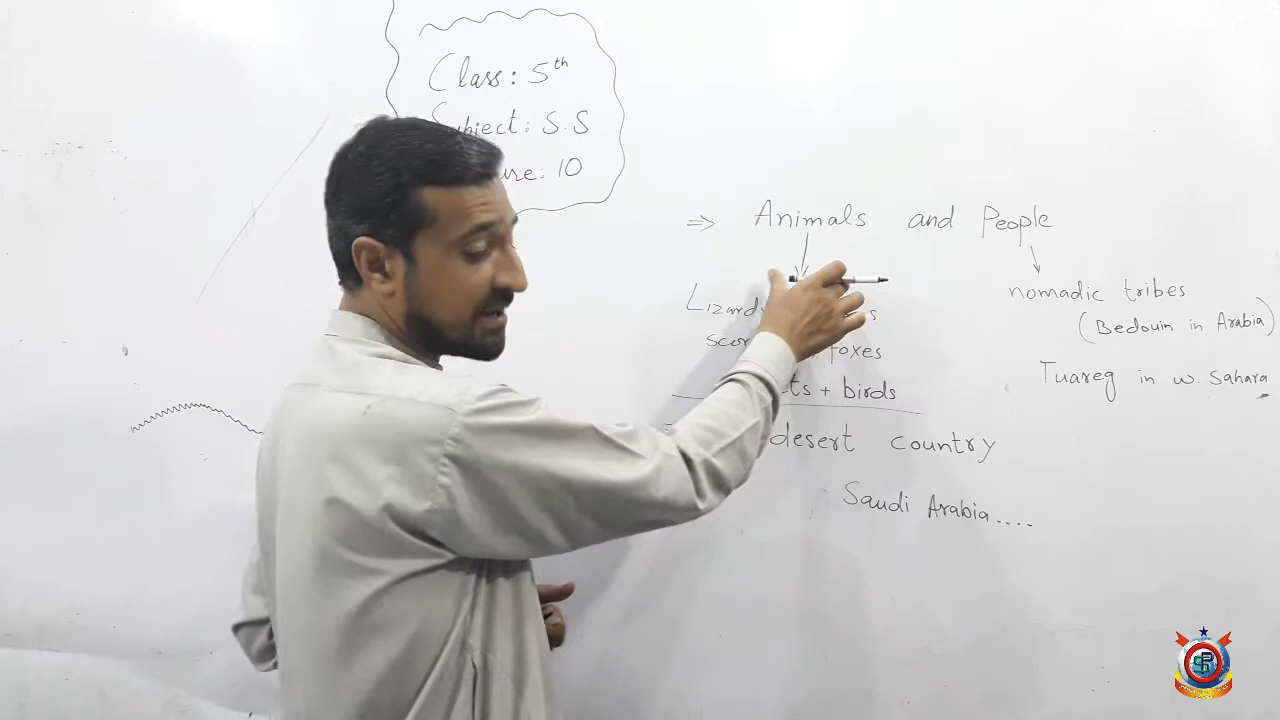 Class: 5th
Subject: S.S
10
⇒ Animals and People
nomadic tribes
(Bedouin in Arabia)
Tuareg in w. Sahara
foxes
+ birds
desert country
Saudi Arabia....